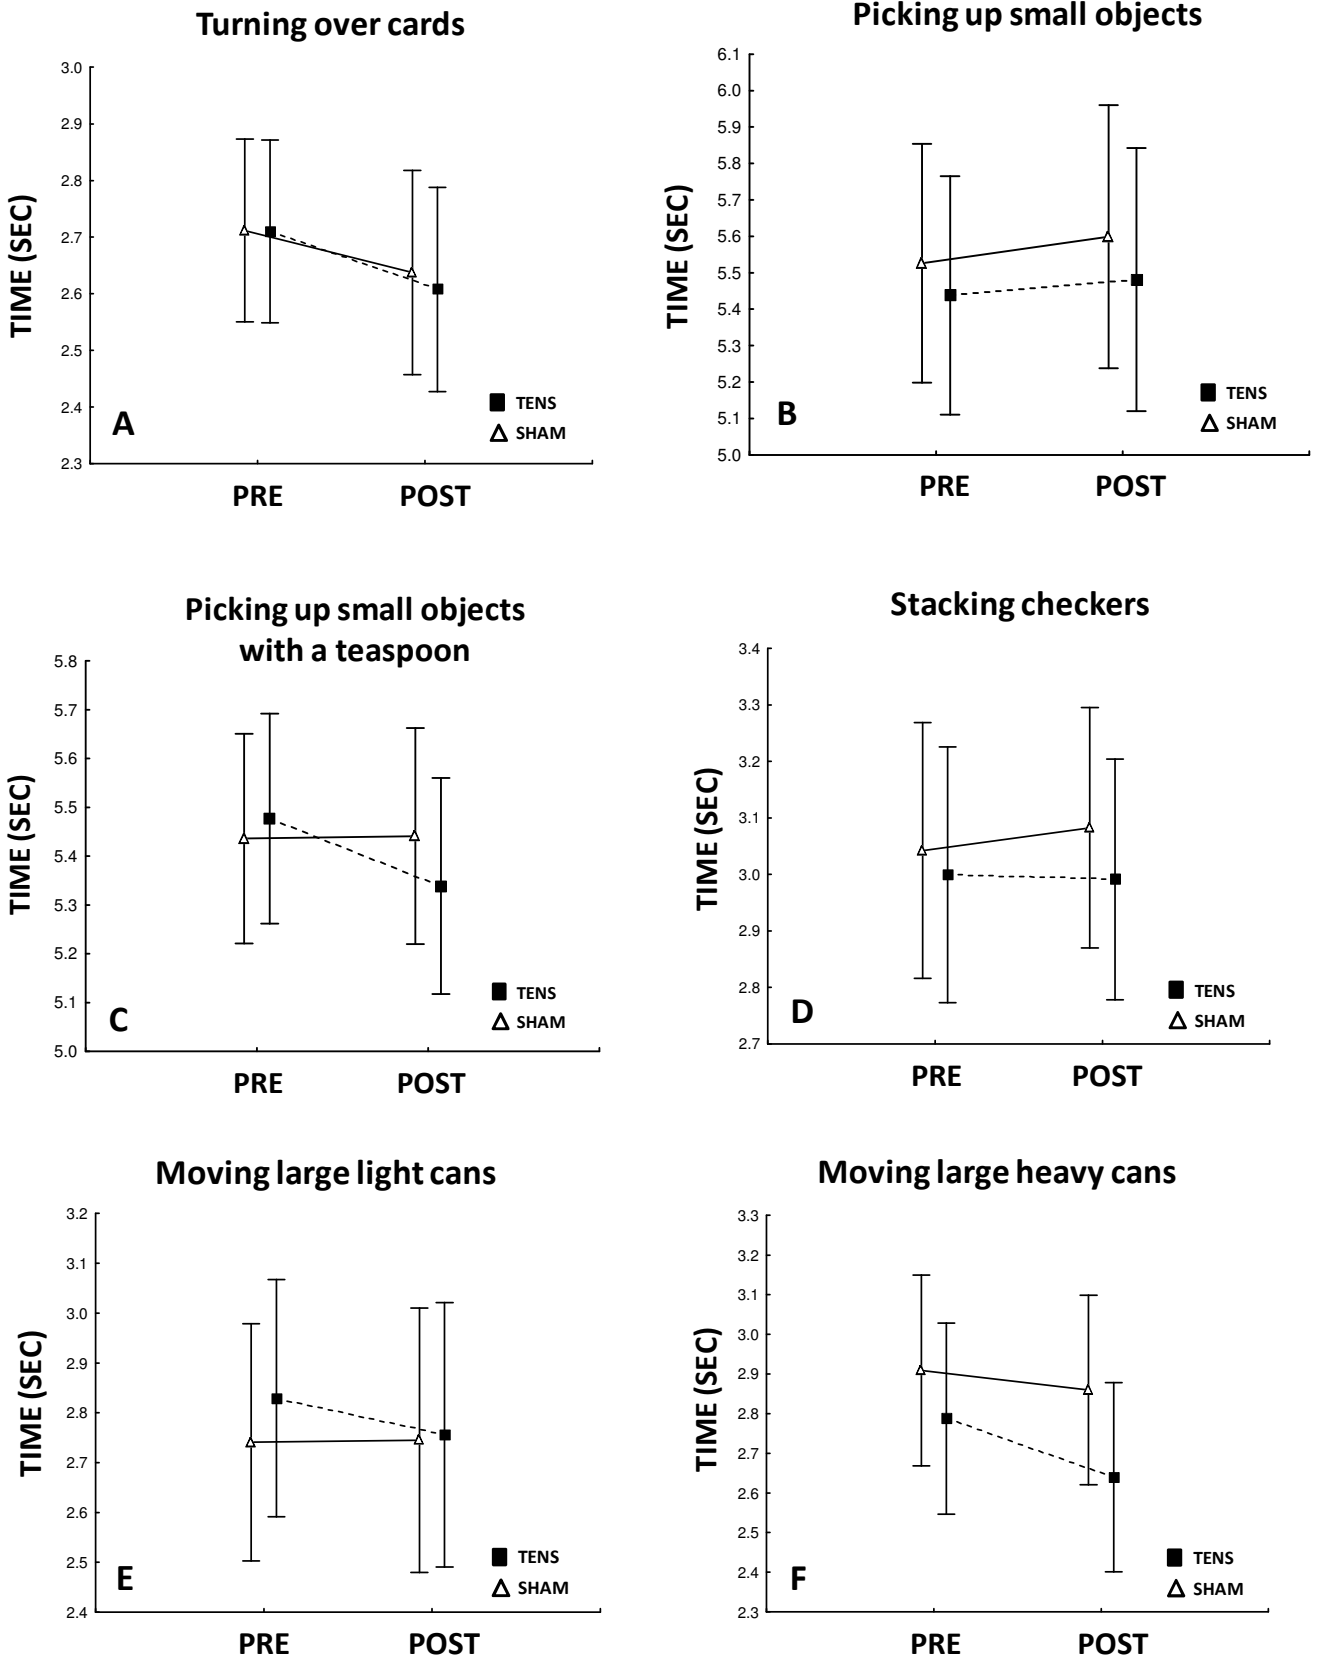 Turning over cards
TIME (SEC)
3.0
2.9
2.8
2.7
2.6
2.5
2.4
2.3
A
TENS
SHAM
PRE POST
Picking up small objects
TIME (SEC)
6.1
6.0
5.9
5.8
5.7
5.6
5.5
5.4
5.3
5.2
5.1
5.0
B
TENS
SHAM
PRE POST
Picking up small objects
with a teaspoon
TIME (SEC)
5.8
5.7
5.6
5.5
5.4
5.3
5.2
5.1
5.0
C
TENS
SHAM
PRE POST
Stacking checkers
TIME (SEC)
3.4
3.3
3.2
3.1
3.0
2.9
2.8
2.7
D
TENS
SHAM
PRE POST
Moving large light cans
TIME (SEC)
3.2
3.1
3.0
2.9
2.8
2.7
2.6
2.5
2.4
E
TENS
SHAM
PRE POST
Moving large heavy cans
TIME (SEC)
3.3
3.2
3.1
3.0
2.9
2.8
2.7
2.6
2.5
2.4
2.3
F
TENS
SHAM
PRE POST